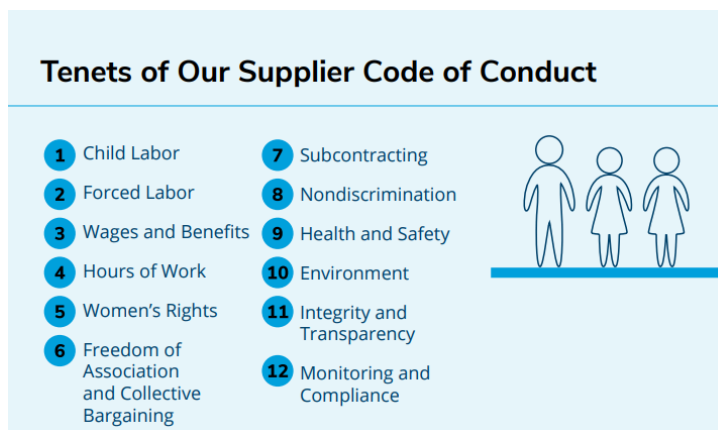 Tenets of Our Supplier Code of Conduct
1 Child Labor
2 Forced Labor
3 Wages and Benefits
4 Hours of Work
5 Women's Rights
6 Freedom of
Association
and Collective
Bargaining
7 Subcontracting
8 Nondiscrimination
9 Health and Safety
10 Environment
11 Integrity and
Transparency
12 Monitoring and
Compliance